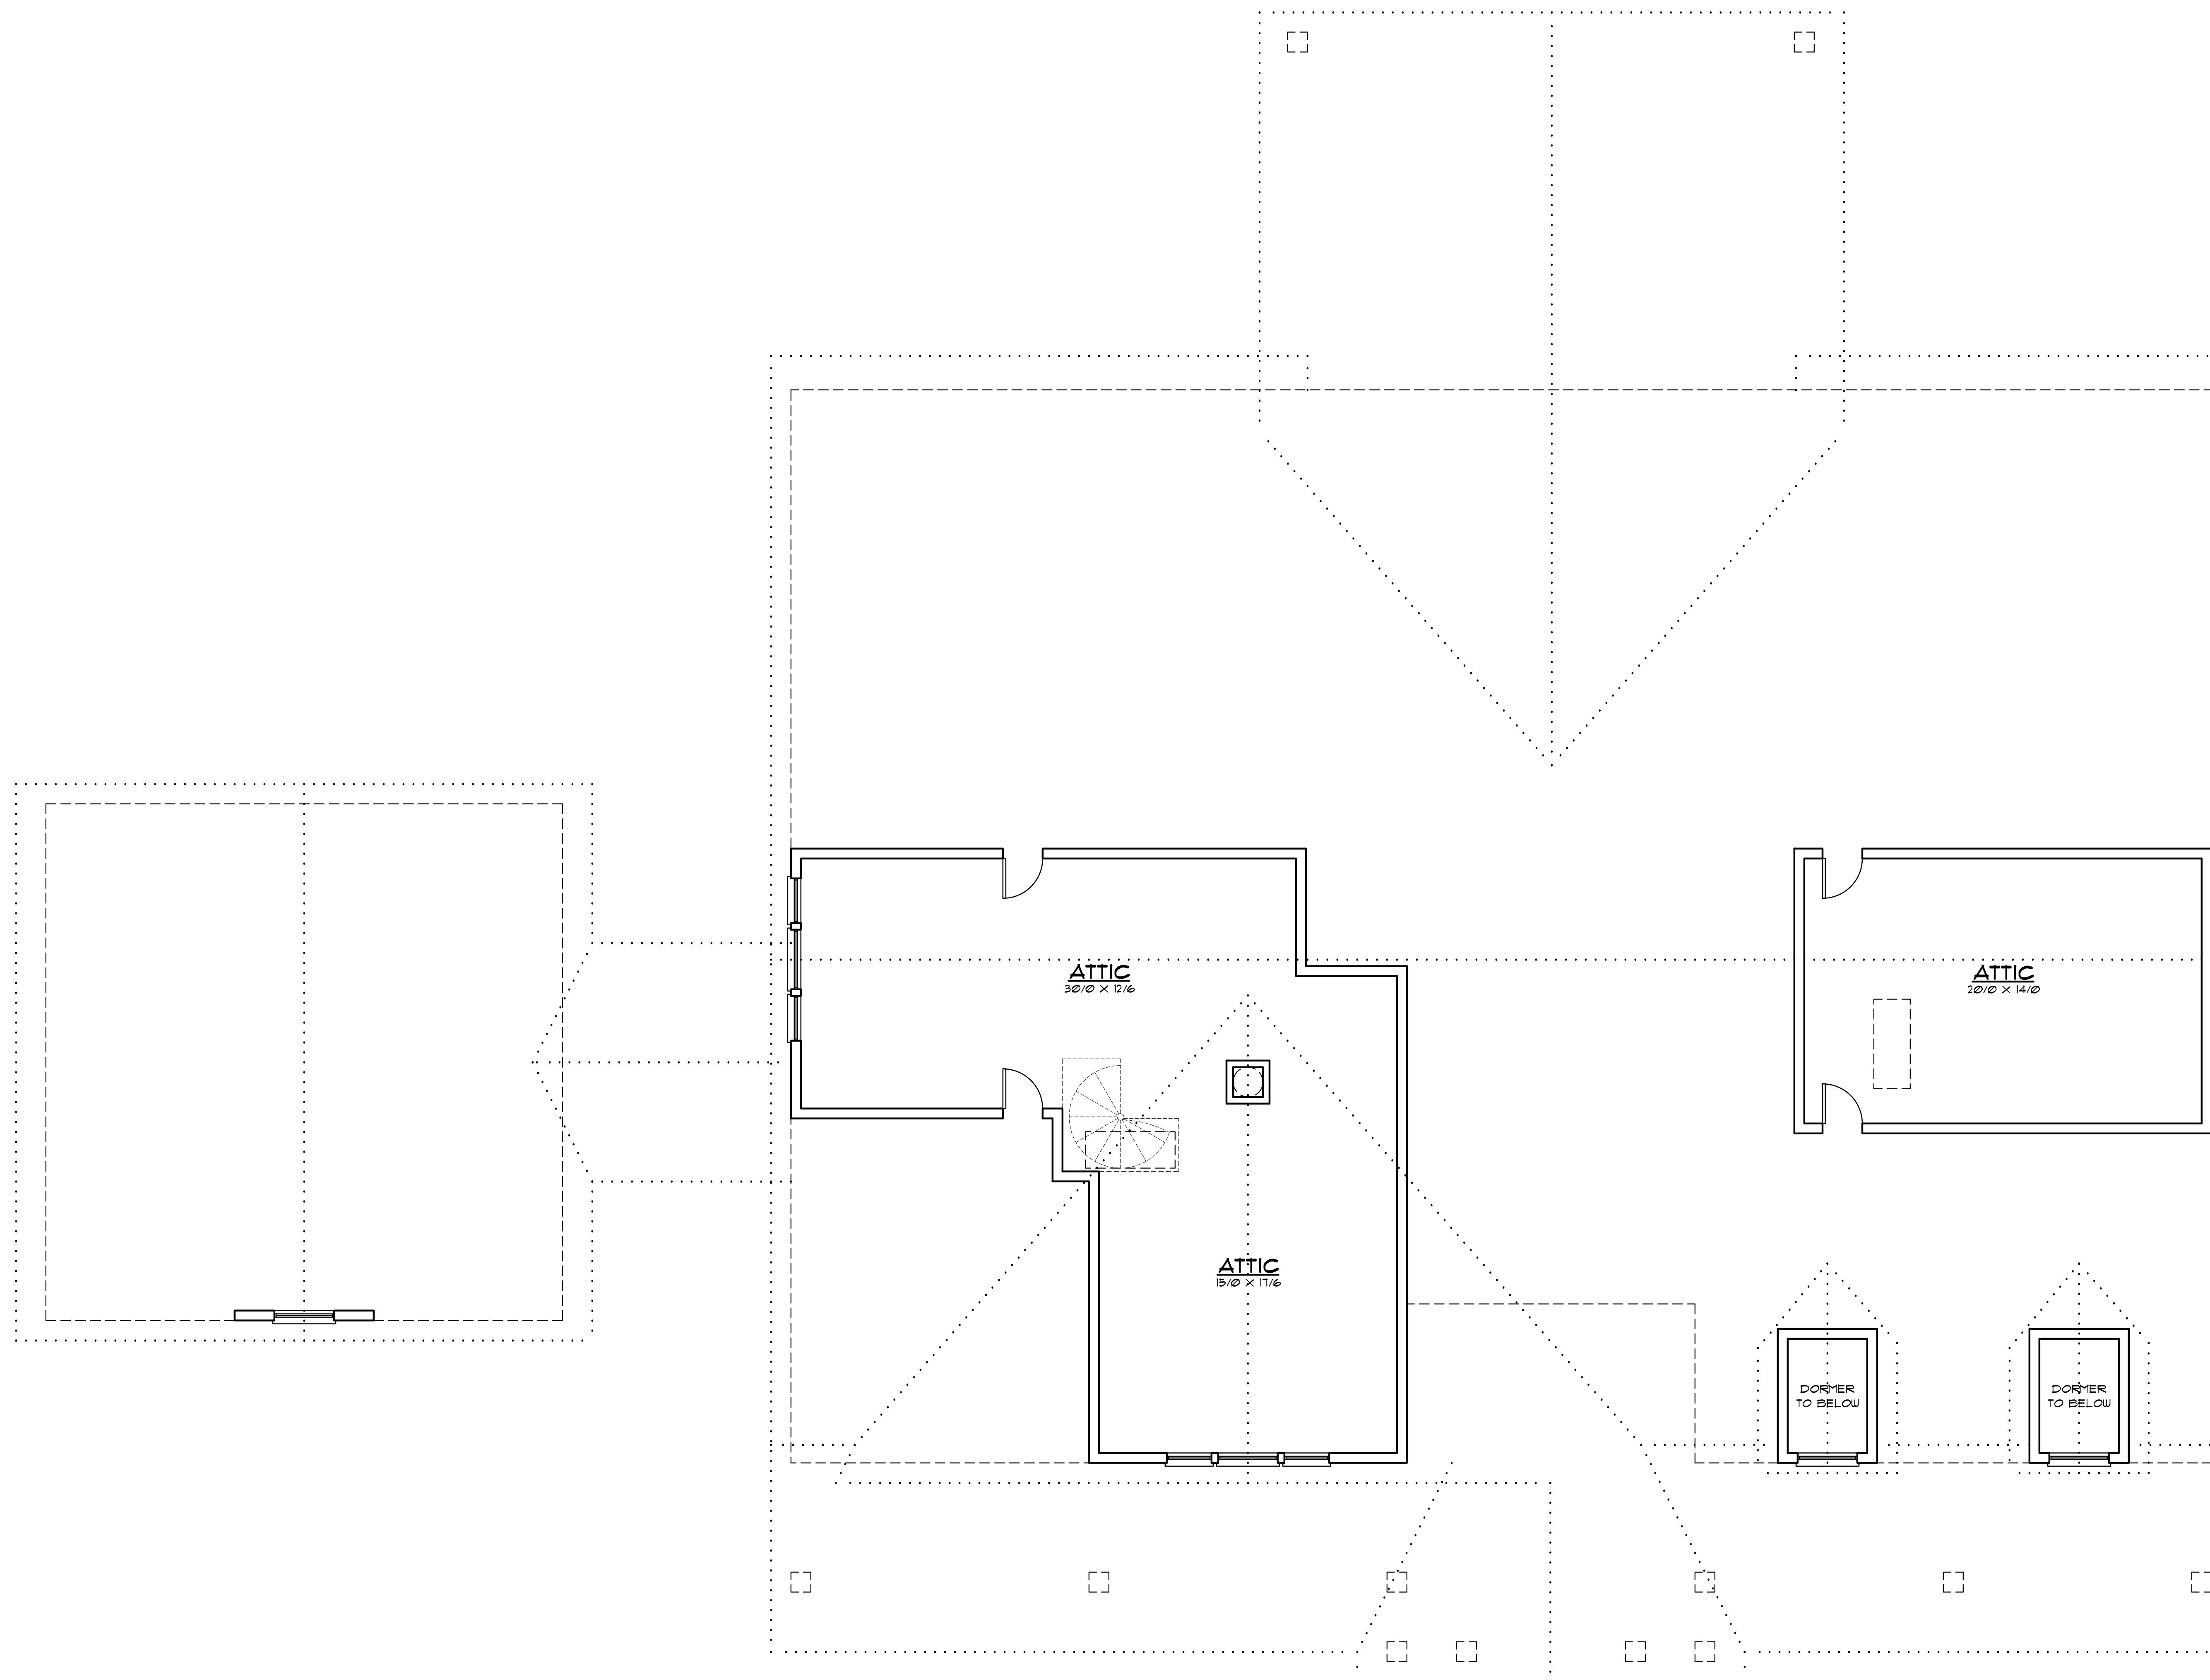 ATTIC
30/0 X 12/6
ATTIC
20/0 X 14/0
ATTIC
15/0 X 17/6
DORMER
TO BELOW
DORMER
TO BELOW